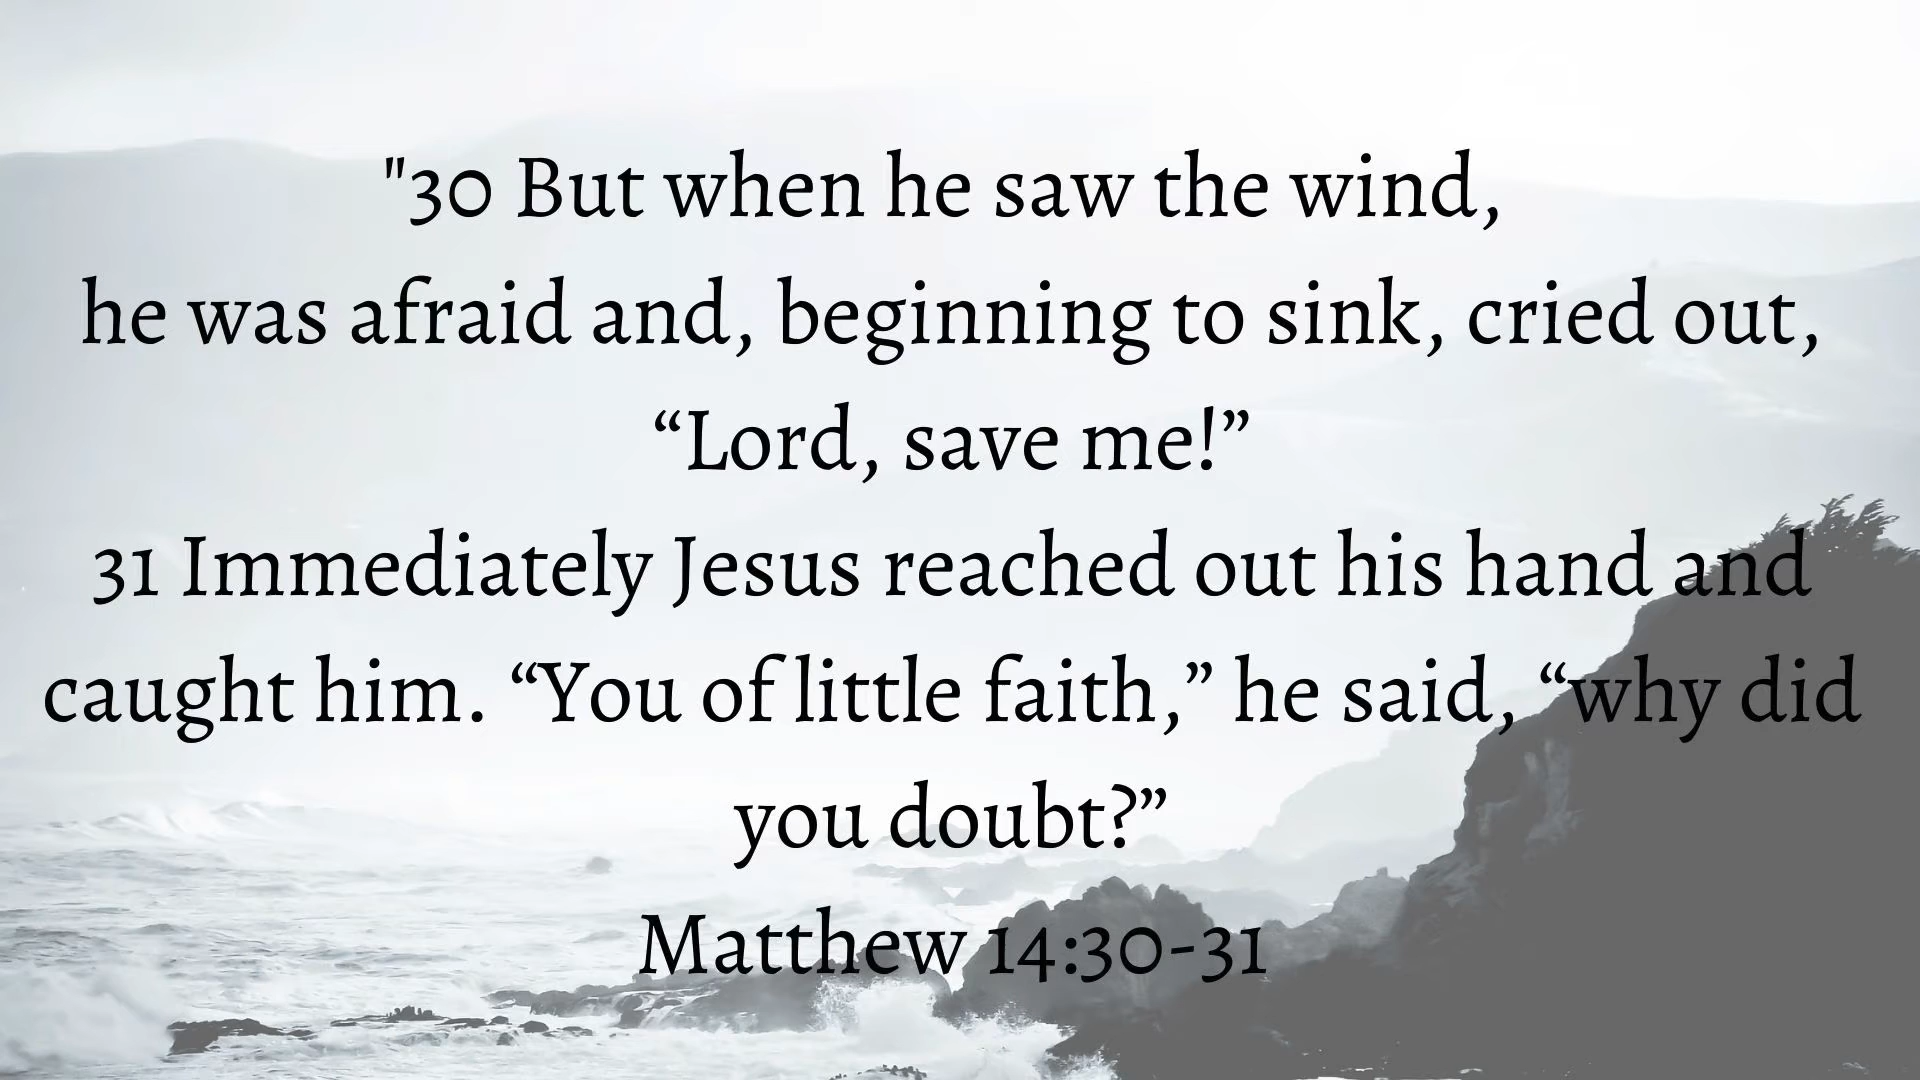 "30 But when he saw the wind,
he was afraid and, beginning to sink, cried out,
“Lord, save me!”
31 Immediately Jesus reached out his hand and
caught him. “You of little faith,” he said, “why did
you doubt?”
Matthew 14:30-31